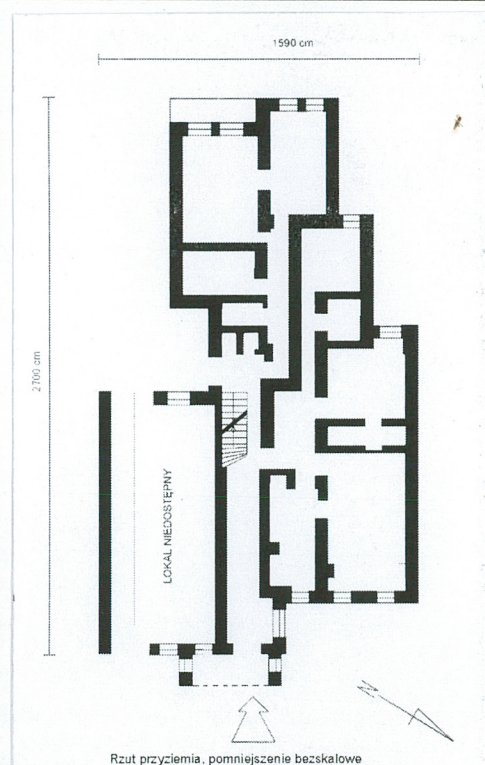 1590 cm
2700 cm
LOKAL NIEDOSTĘPNY
N
Rzut przyziemia, pomniejszenie bezskalowe